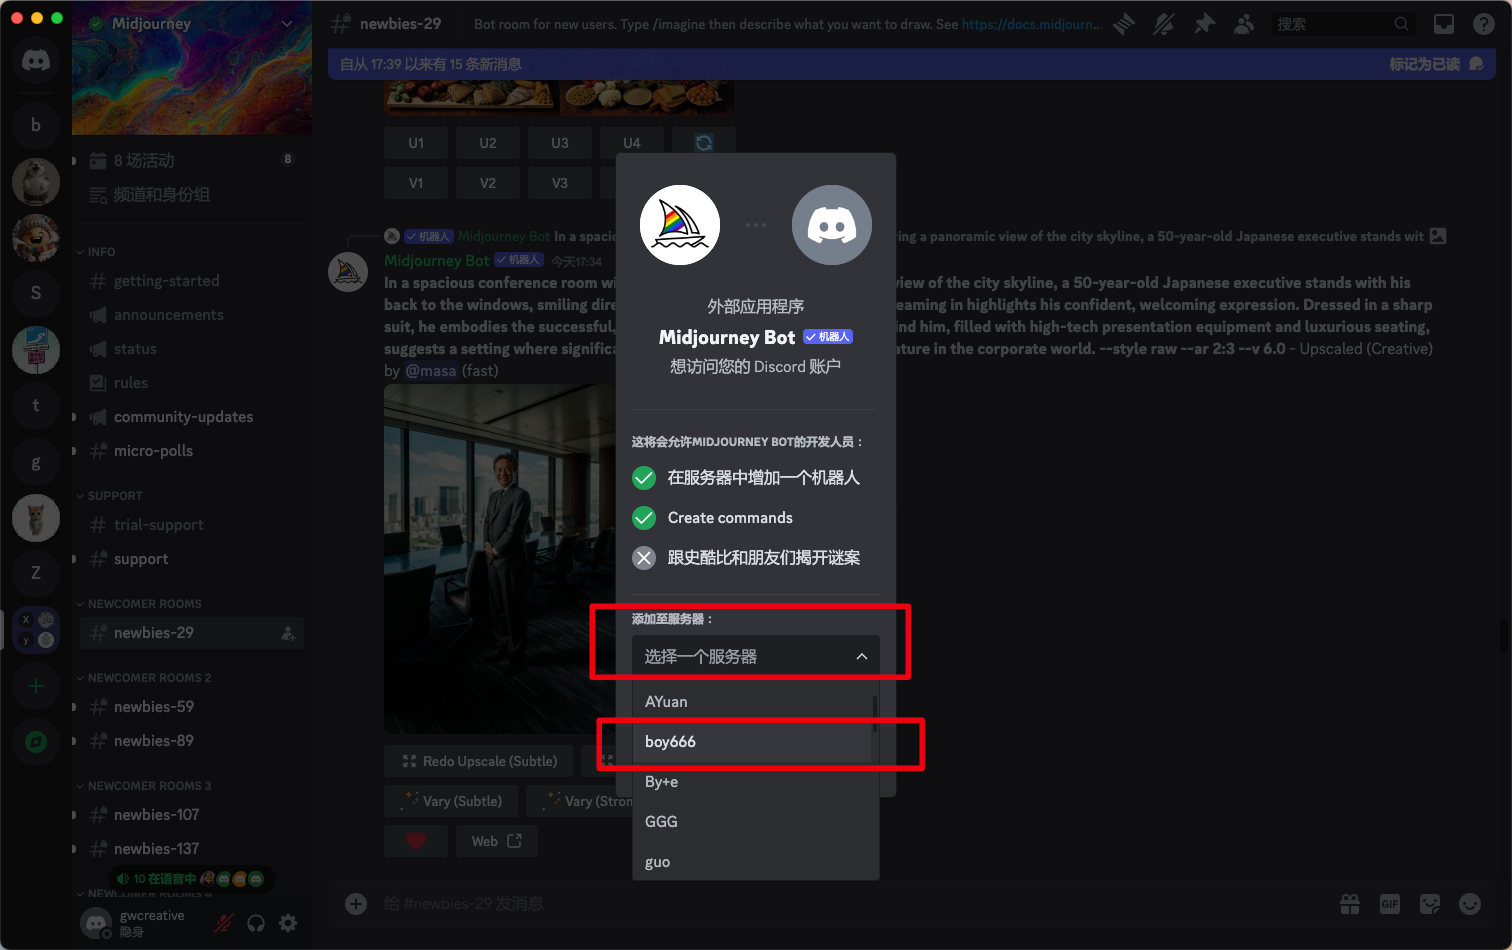 Midjourney
newbies-29
Bot room for new users. Type /imagine then describe what you want to draw. See https://docs.midjourn...
搜索
自从 17:39 以来有 15 条新消息
标记为已读
b
S
t
g
Z
X
y
8 场活动
8
频道和身份组
INFO
getting-started
announcements
status
rules
community-updates
micro-polls
SUPPORT
trial-support
support
NEWCOMER ROOMS
newbies-29
NEWCOMER ROOMS 2
newbies-59
newbies-89
NEWCOMER ROOMS 3
newbies-107
newbies-137
10 在语音中
NEWCOMER ROOMS 4
gwcreative
隐身
U1 U2 U3 U4
V1 V2 V3
机器人 Midjourney Bot In a spacio
ing a panoramic view of the city skyline, a 50-year-old Japanese executive stands wit
Midjourney Bot 机器人 今天17:34
In a spacious conference room wi
iew of the city skyline, a 50-year-old Japanese executive stands with his
back to the windows, smiling dire
eaming in highlights his confident, welcoming expression. Dressed in a sharp
suit, he embodies the successful,
ind him, filled with high-tech presentation equipment and luxurious seating,
suggests a setting where significa
ature in the corporate world. --style raw --ar 2:3 --v 6.0 - Upscaled (Creative)
by @masa (fast)
Redo Upscale (Subtle)
Vary (Subtle)
Vary (Stron
Web
给 #newbies-29 发消息
GIF
外部应用程序
Midjourney Bot 机器人
想访问您的 Discord 账户
这将会允许MIDJOURNEY BOT的开发人员：
在服务器中增加一个机器人
Create commands
跟史酷比和朋友们揭开谜案
添加至服务器：
选择一个服务器
AYuan
boy666
By+e
GGG
guo